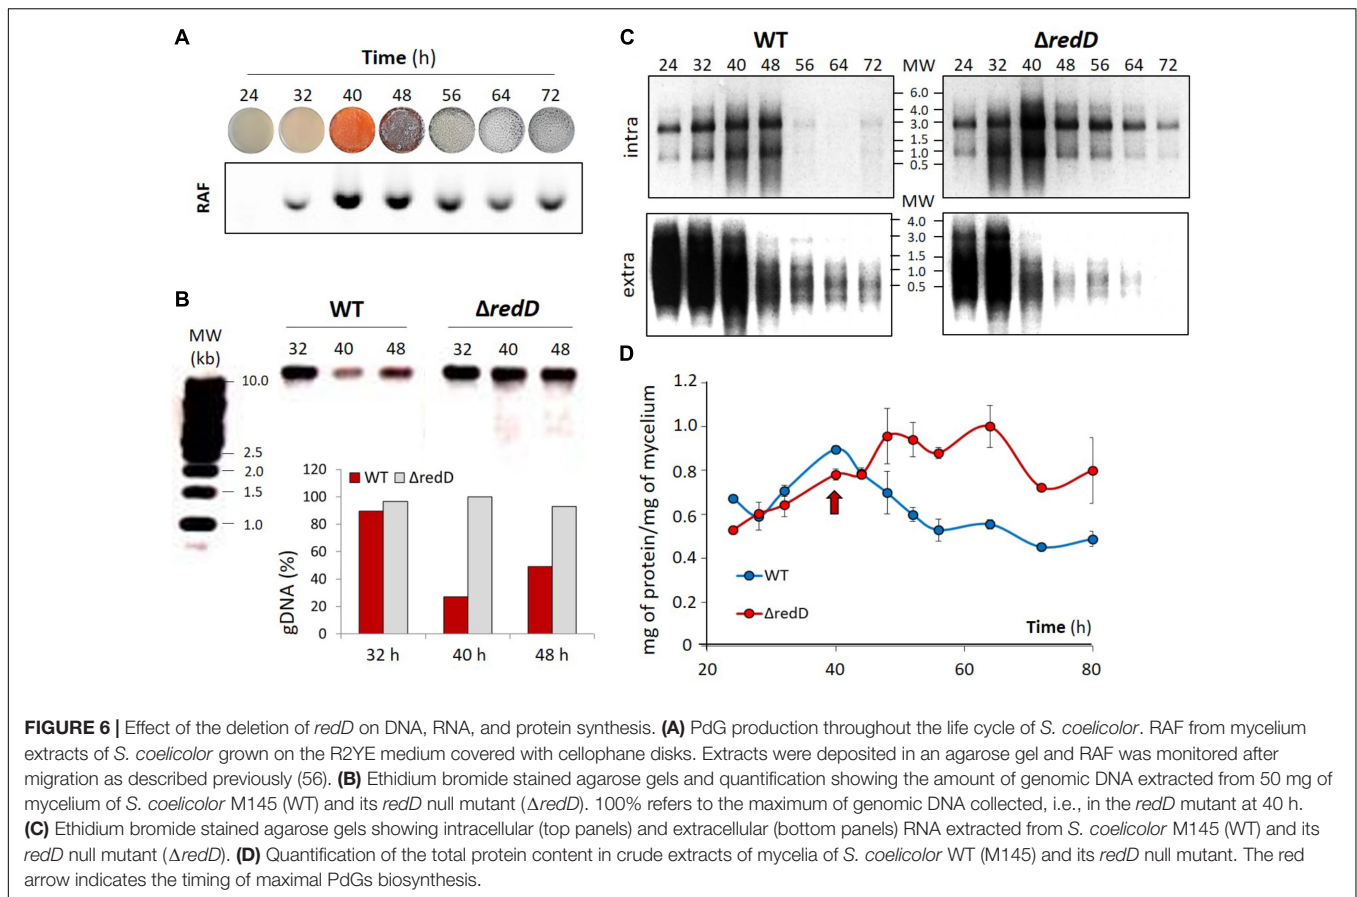 A
Time (h)
24 32 40 48 56 64 72
RAF
B
WT ΔredD
MW
(kb)
32 40 48 32 40 48
10.0
2.5
2.0
1.5
1.0
120
100
80
60
40
20
0
gDNA (%)
WT ΔredD
32 h 40 h 48 h
C
WT ΔredD
24 32 40 48 56 64 72 MW 24 32 40 48 56 64 72
intra
6.0
4.0
3.0
1.5
1.0
0.5
MW
extra
4.0
3.0
1.5
1.0
0.5
D
mg of protein/mg of mycelium
1.2
1.0
0.8
0.6
0.4
0.2
0
WT
ΔredD
Time (h)
20 40 60 80
FIGURE 6 | Effect of the deletion of redD on DNA, RNA, and protein synthesis. (A) PdG production throughout the life cycle of S. coelicolor. RAF from mycelium
extracts of S. coelicolor grown on the R2YE medium covered with cellophane disks. Extracts were deposited in an agarose gel and RAF was monitored after
migration as described previously (56). (B) Ethidium bromide stained agarose gels and quantification showing the amount of genomic DNA extracted from 50 mg of
mycelium of S. coelicolor M145 (WT) and its redD null mutant (ΔredD). 100% refers to the maximum of genomic DNA collected, i.e., in the redD mutant at 40 h.
(C) Ethidium bromide stained agarose gels showing intracellular (top panels) and extracellular (bottom panels) RNA extracted from S. coelicolor M145 (WT) and its
redD null mutant (ΔredD). (D) Quantification of the total protein content in crude extracts of mycelia of S. coelicolor WT (M145) and its redD null mutant. The red
arrow indicates the timing of maximal PdGs biosynthesis.